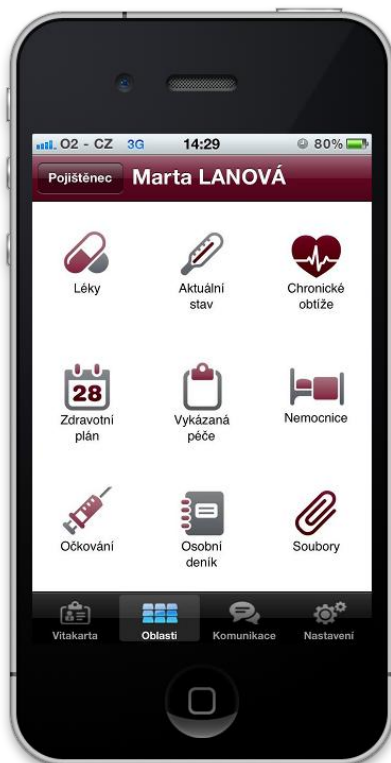 O2 - CZ 3G 14:29 80%
Pojištěnec Marta LANOVÁ
Léky
Aktuální
stav
Chronické
obtíže
28
Zdravotní
plán
Vykázaná
péče
Nemocnice
Očkování
Osobní
deník
Soubory
Vitakarta Oblasti Komunikace Nastavení